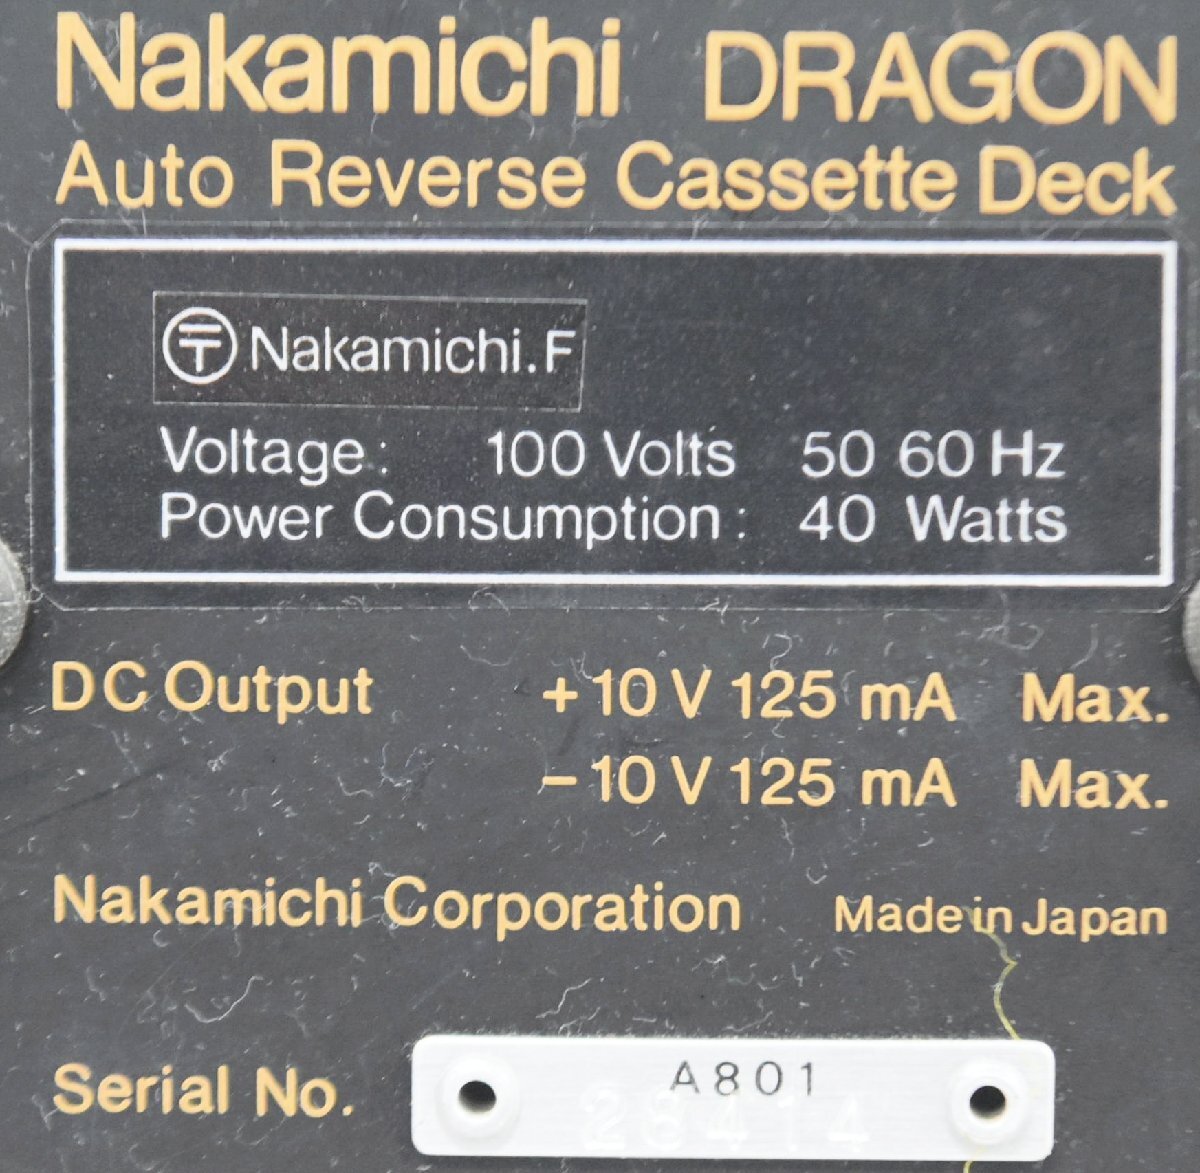 Nakamichi DRAGON
Auto Reverse Cassette Deck
Nakamichi.F
Voltage: 100 Volts 50 60 Hz
Power Consumption: 40 Watts
DC Output +10 V 125 mA Max.
−10 V 125 mA Max.
Nakamichi Corporation Made in Japan
Serial No. A801